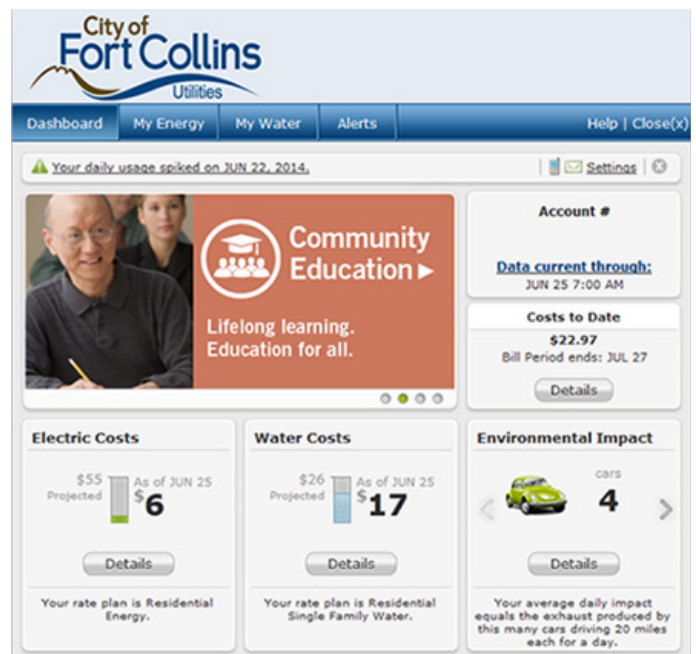 City of
Fort Collins
Utilities
Dashboard My Energy My Water Alerts Help | Close(x)
Your daily usage spiked on JUN 22, 2014. | Settings |
Community
Education
Lifelong learning.
Education for all.
Account #
Data current through:
JUN 25 7:00 AM
Costs to Date
$22.97
Bill Period ends: JUL 27
Details
Electric Costs
$55
Projected
As of JUN 25
$6
Details
Your rate plan is Residential
Energy.
Water Costs
$26
Projected
As of JUN 25
$17
Details
Your rate plan is Residential
Single Family Water.
Environmental Impact
cars
4
Details
Your average daily impact
equals the exhaust produced by
this many cars driving 20 miles
each for a day.